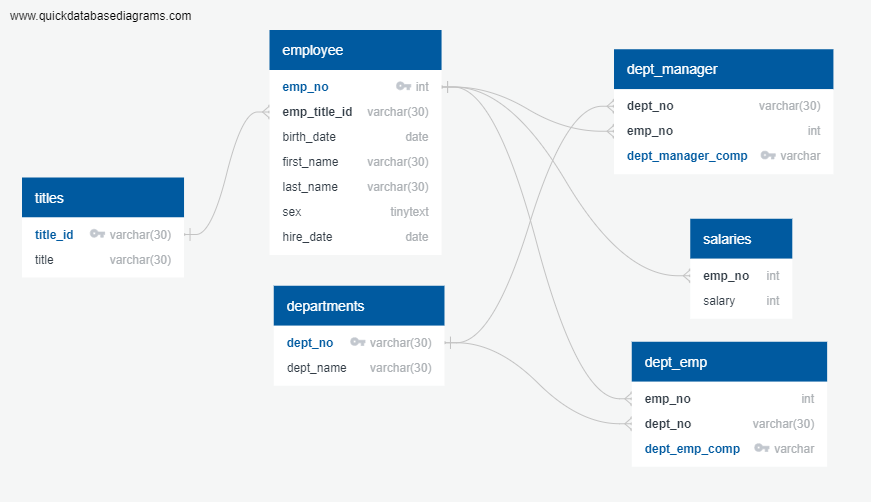 www.quickdatabasediagrams.com
employee
emp_no int
emp_title_id varchar(30)
birth_date date
first_name varchar(30)
last_name varchar(30)
sex tinytext
hire_date date
dept_manager
dept_no varchar(30)
emp_no int
dept_manager_comp varchar
titles
title_id varchar(30)
title varchar(30)
salaries
emp_no int
salary int
departments
dept_no varchar(30)
dept_name varchar(30)
dept_emp
emp_no int
dept_no varchar(30)
dept_emp_comp varchar